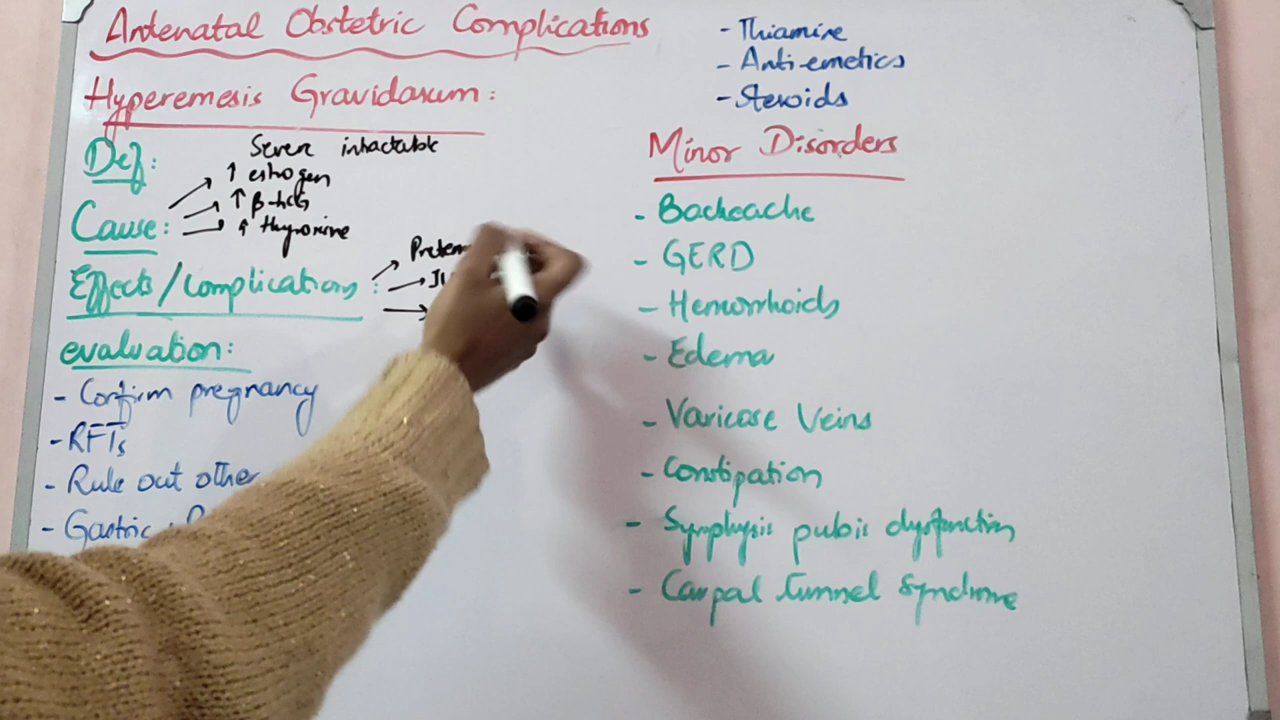 Antenatal Obstetric Complications
Hyperemesis Gravidarum:
Def:
Sever
Cause:
↑ estrogen
↑ β-hCG
↑ thyroxine
Effects/complications:
evaluation:
- Confirm pregnancy
- RFTs
- Rule out other
- Gastric
- Thiamine
- Anti-emetics
- Steroids
Minor Disorders
- Backache
- GERD
- Hemorrhoids
- Edema
- Varicose Veins
- Constipation
- Symphysis pubis dysfunction
- Carpal tunnel syndrome